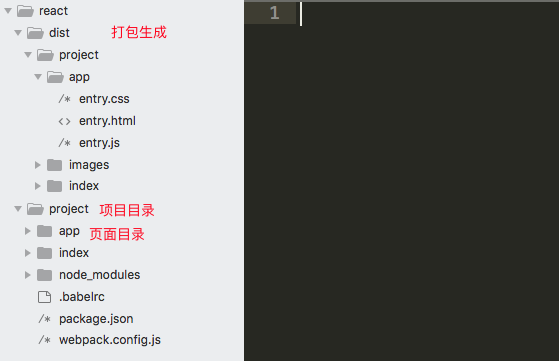 react
dist 打包生成
project
app
/* entry.css
<> entry.html
/* entry.js
images
index
project 项目目录
app 页面目录
index
node_modules
.babelrc
/* package.json
/* webpack.config.js
1